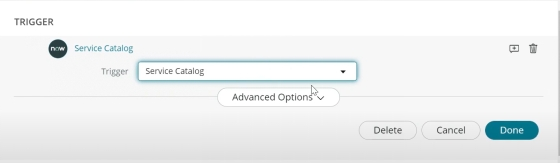 TRIGGER
now Service Catalog
Trigger Service Catalog
Advanced Options
Delete Cancel Done